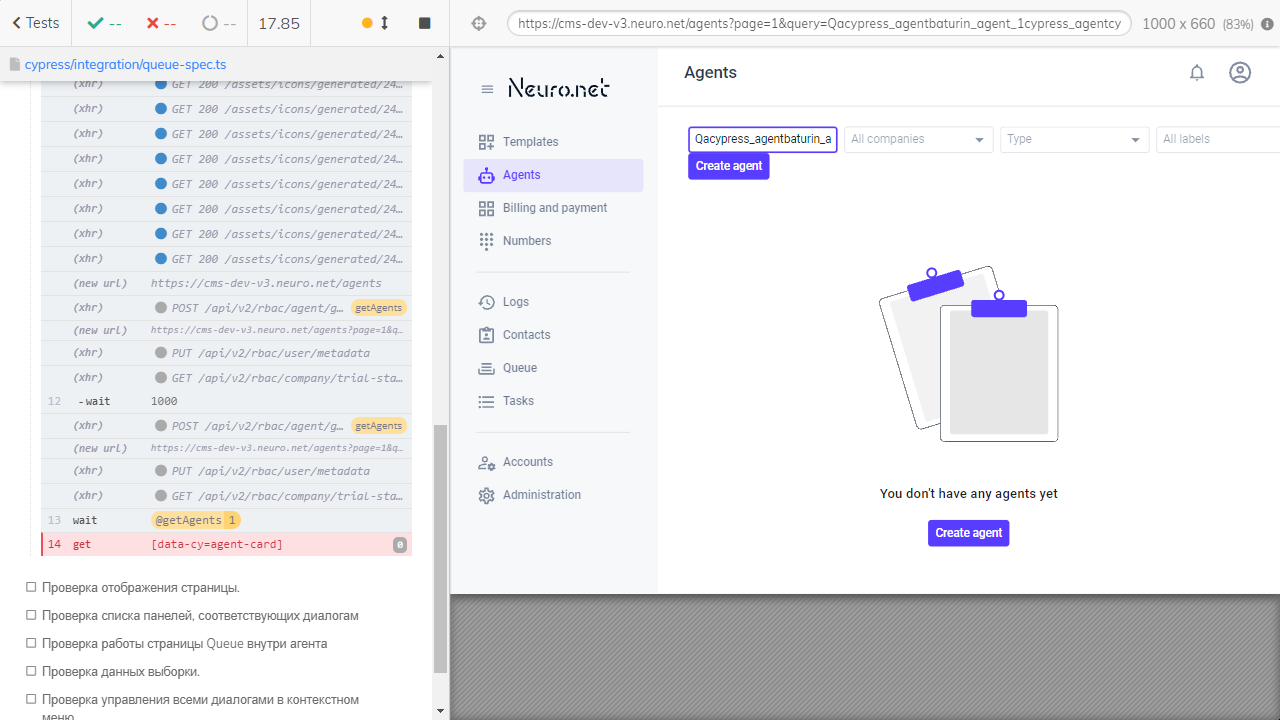 Tests
--
--
--
17.85
https://cms-dev-v3.neuro.net/agents?page=1&query=Qacypress_agentbaturin_agent_1cypress_agentcy
1000 x 660 (83%)
cypress/integration/queue-spec.ts
(xhr) GET 200 /assets/icons/generated/24…
(xhr) GET 200 /assets/icons/generated/24…
(xhr) GET 200 /assets/icons/generated/24…
(xhr) GET 200 /assets/icons/generated/24…
(xhr) GET 200 /assets/icons/generated/24…
(xhr) GET 200 /assets/icons/generated/24…
(xhr) GET 200 /assets/icons/generated/24…
(xhr) GET 200 /assets/icons/generated/24…
(new url) https://cms-dev-v3.neuro.net/agents
(xhr) POST /api/v2/rbac/agent/g… getAgents
(new url) https://cms-dev-v3.neuro.net/agents?page=1&q…
(xhr) PUT /api/v2/rbac/user/metadata
(xhr) GET /api/v2/rbac/company/trial-sta…
12 -wait 1000
(xhr) POST /api/v2/rbac/agent/g… getAgents
(new url) https://cms-dev-v3.neuro.net/agents?page=1&q…
(xhr) PUT /api/v2/rbac/user/metadata
(xhr) GET /api/v2/rbac/company/trial-sta…
13 wait @getAgents 1
14 get [data-cy=agent-card] 0
Проверка отображения страницы.
Проверка списка панелей, соответствующих диалогам
Проверка работы страницы Queue внутри агента
Проверка данных выборки.
Проверка управления всеми диалогами в контекстном
меню
Neuro.net
Templates
Agents
Billing and payment
Numbers
Logs
Contacts
Queue
Tasks
Accounts
Administration
Agents
Qacypress_agentbaturin_a
All companies
Type
All labels
Create agent
You don't have any agents yet
Create agent